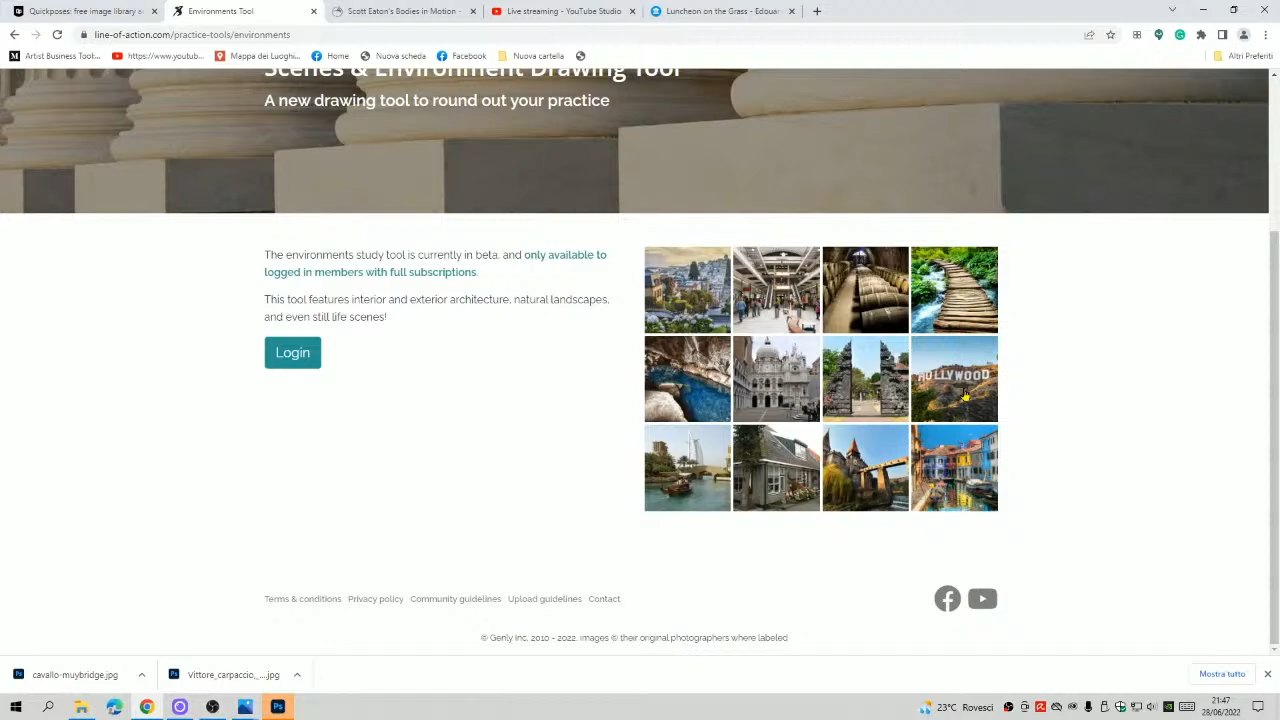 Quickposes: free image library
Environments Tool
Scott Eaton's Bodies in Motion -
Live streaming - YouTube Studio
Luncheon on the Grass - Edouar
line-of-action.com/practice-tools/environments
Artist Business Took...
https://www.youtub...
Mappa dei Luoghi...
Home
Nuova scheda
Facebook
Nuova cartella
Altri Preferiti
Scenes & Environment Drawing Tool
A new drawing tool to round out your practice
The environments study tool is currently in beta, and only available to
logged in members with full subscriptions.
This tool features interior and exterior architecture, natural landscapes,
and even still life scenes!
Login
HOLLYWOOD
Terms & conditions Privacy policy Community guidelines Upload guidelines Contact
© Genly Inc. 2010 - 2022. images © their original photographers where labeled
cavallo-muybridge.jpg
Vittore_carpaccio,_....jpg
Mostra tutto
23°C Rovesci
21:47
28/06/2022